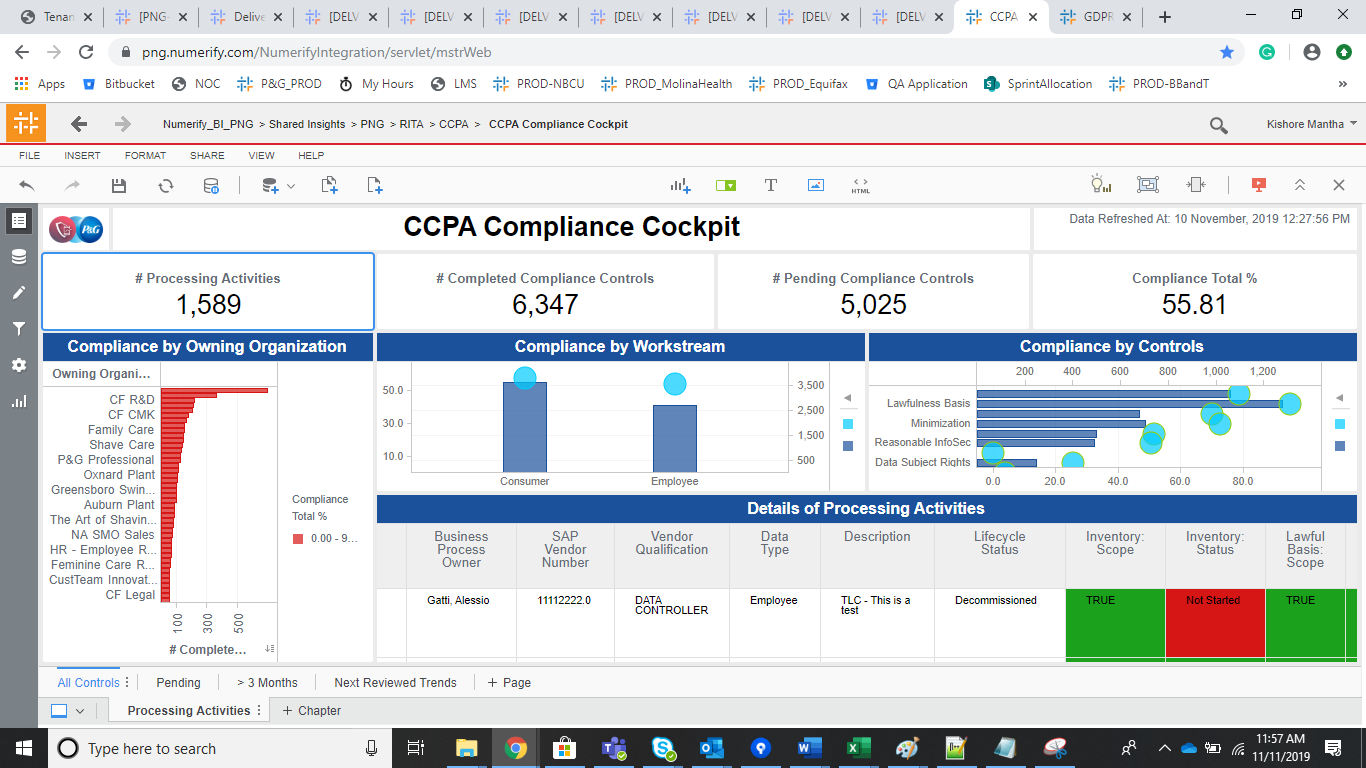 Tenan
[PNG-
Delive
[DELV
[DELV
[DELV
[DELV
[DELV
[DELV
[DELV
CCPA
GDPR
png.numerify.com/NumerifyIntegration/servlet/mstrWeb
Apps
Bitbucket
NOC
P&G_PROD
My Hours
LMS
PROD-NBCU
PROD_MolinaHealth
PROD_Equifax
QA Application
SprintAllocation
PROD-BBandT
Numerify_BI_PNG > Shared Insights > PNG > RITA > CCPA > CCPA Compliance Cockpit
Kishore Mantha
FILE
INSERT
FORMAT
SHARE
VIEW
HELP
HTML
P&G
CCPA Compliance Cockpit
Data Refreshed At: 10 November, 2019 12:27:56 PM
# Processing Activities
1,589
# Completed Compliance Controls
6,347
# Pending Compliance Controls
5,025
Compliance Total %
55.81
Compliance by Owning Organization
Owning Organi...
CF R&D
CF CMK
Family Care
Shave Care
P&G Professional
Oxnard Plant
Greensboro Swin...
Auburn Plant
The Art of Shavin...
NA SMO Sales
HR - Employee R...
Feminine Care R...
CustTeam Innovat...
CF Legal
100
300
500
# Complete...
Compliance
Total %
0.00 - 9...
Compliance by Workstream
50.0
30.0
10.0
3,500
2,500
1,500
500
Consumer
Employee
Compliance by Controls
200
400
600
800
1,000
1,200
Lawfulness Basis
Minimization
Reasonable InfoSec
Data Subject Rights
0.0
20.0
40.0
60.0
80.0
Details of Processing Activities
Business
Process
Owner
SAP
Vendor
Number
Vendor
Qualification
Data
Type
Description
Lifecycle
Status
Inventory:
Scope
Inventory:
Status
Lawful
Basis:
Scope
Gatti, Alessio
11112222.0
DATA
CONTROLLER
Employee
TLC - This is a
test
Decommissioned
TRUE
Not Started
TRUE
All Controls
Pending
> 3 Months
Next Reviewed Trends
+ Page
Processing Activities
+ Chapter
Type here to search
11:57 AM
11/11/2019